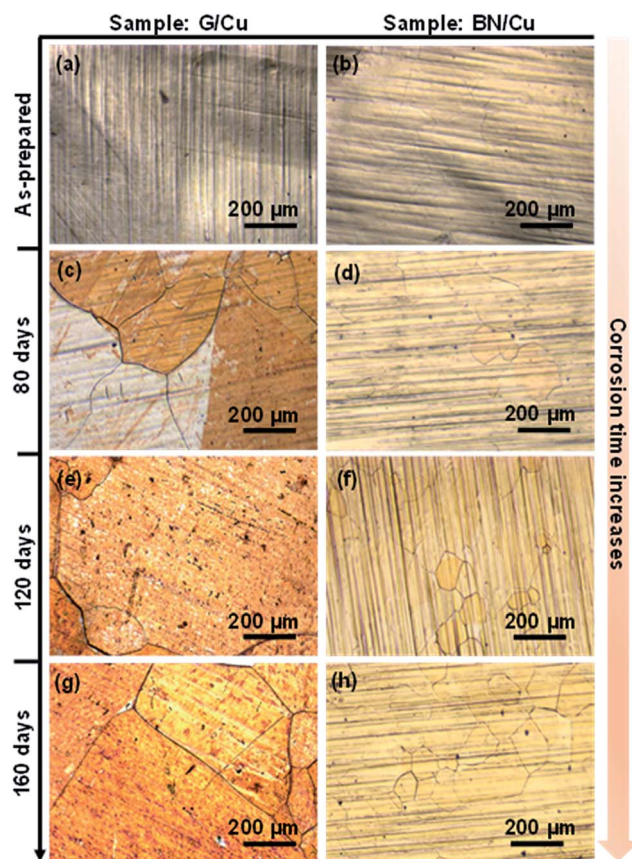 Sample: G/Cu
Sample: BN/Cu
As-prepared
(a)
200 µm
(b)
200 µm
80 days
(c)
200 µm
(d)
200 µm
120 days
(e)
200 µm
(f)
200 µm
160 days
(g)
200 µm
(h)
200 µm
Corrosion time increases